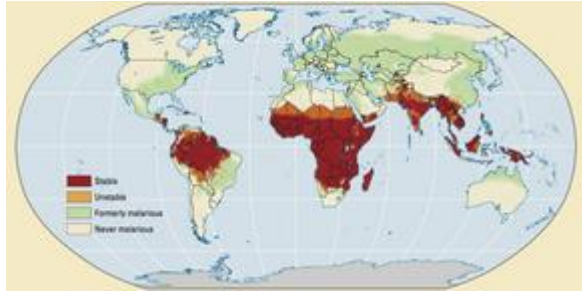 Stable
Unstable
Formerly malarious
Never malarious